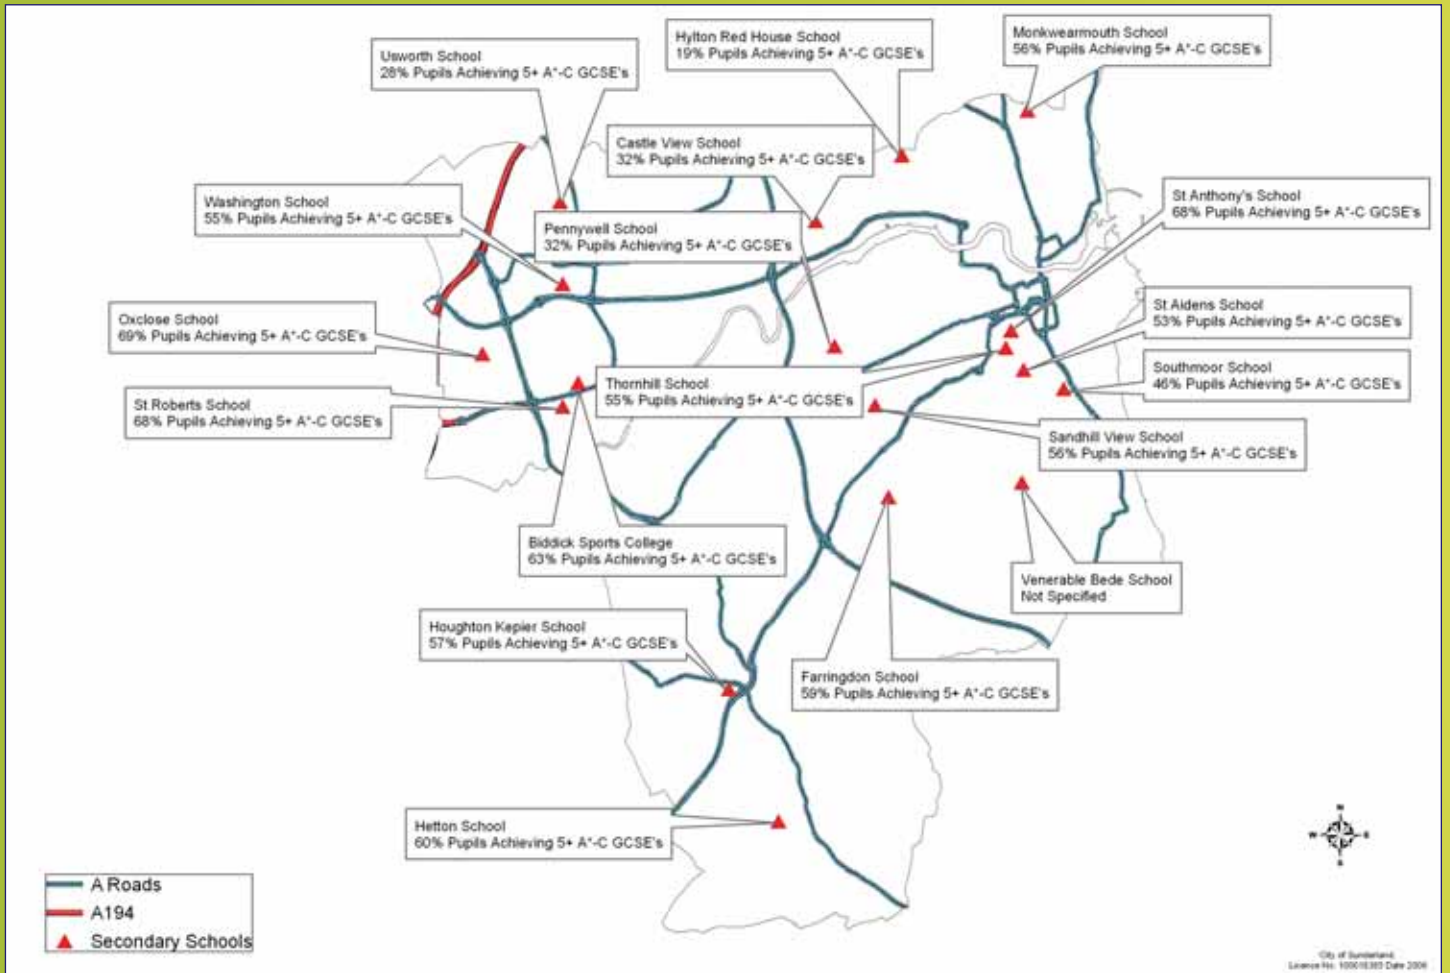 Hylton Red House School
19% Pupils Achieving 5+ A*-C GCSE's
Monkwearmouth School
56% Pupils Achieving 5+ A*-C GCSE's
Usworth School
28% Pupils Achieving 5+ A*-C GCSE's
Castle View School
32% Pupils Achieving 5+ A*-C GCSE's
Washington School
55% Pupils Achieving 5+ A*-C GCSE's
St Anthony's School
68% Pupils Achieving 5+ A*-C GCSE's
Pennywell School
32% Pupils Achieving 5+ A*-C GCSE's
Oxclose School
69% Pupils Achieving 5+ A*-C GCSE's
St Aidens School
53% Pupils Achieving 5+ A*-C GCSE's
Southmoor School
46% Pupils Achieving 5+ A*-C GCSE's
Thornhill School
55% Pupils Achieving 5+ A*-C GCSE's
St Roberts School
68% Pupils Achieving 5+ A*-C GCSE's
Sandhill View School
56% Pupils Achieving 5+ A*-C GCSE's
Biddick Sports College
63% Pupils Achieving 5+ A*-C GCSE's
Venerable Bede School
Not Specified
Houghton Kepier School
57% Pupils Achieving 5+ A*-C GCSE's
Farringdon School
59% Pupils Achieving 5+ A*-C GCSE's
Hetton School
60% Pupils Achieving 5+ A*-C GCSE's
N
W E
S
A Roads
A194
Secondary Schools
City of Sunderland,
Licence No. Date 2006